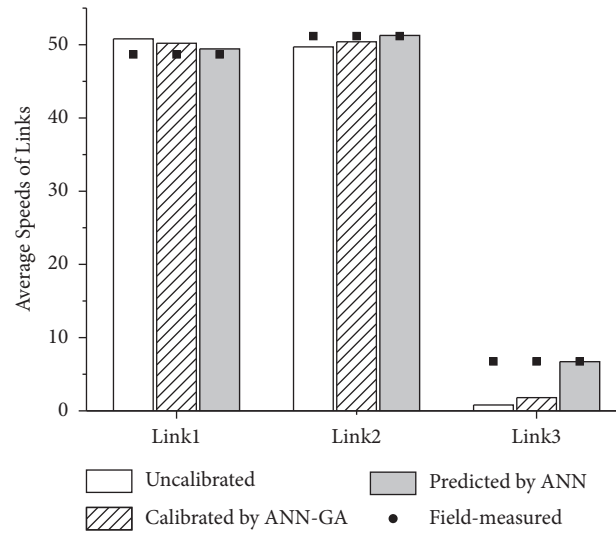 50
40
30
20
10
0
Average Speeds of Links
Link1
Link2
Link3
Uncalibrated
Predicted by ANN
Calibrated by ANN-GA
Field-measured